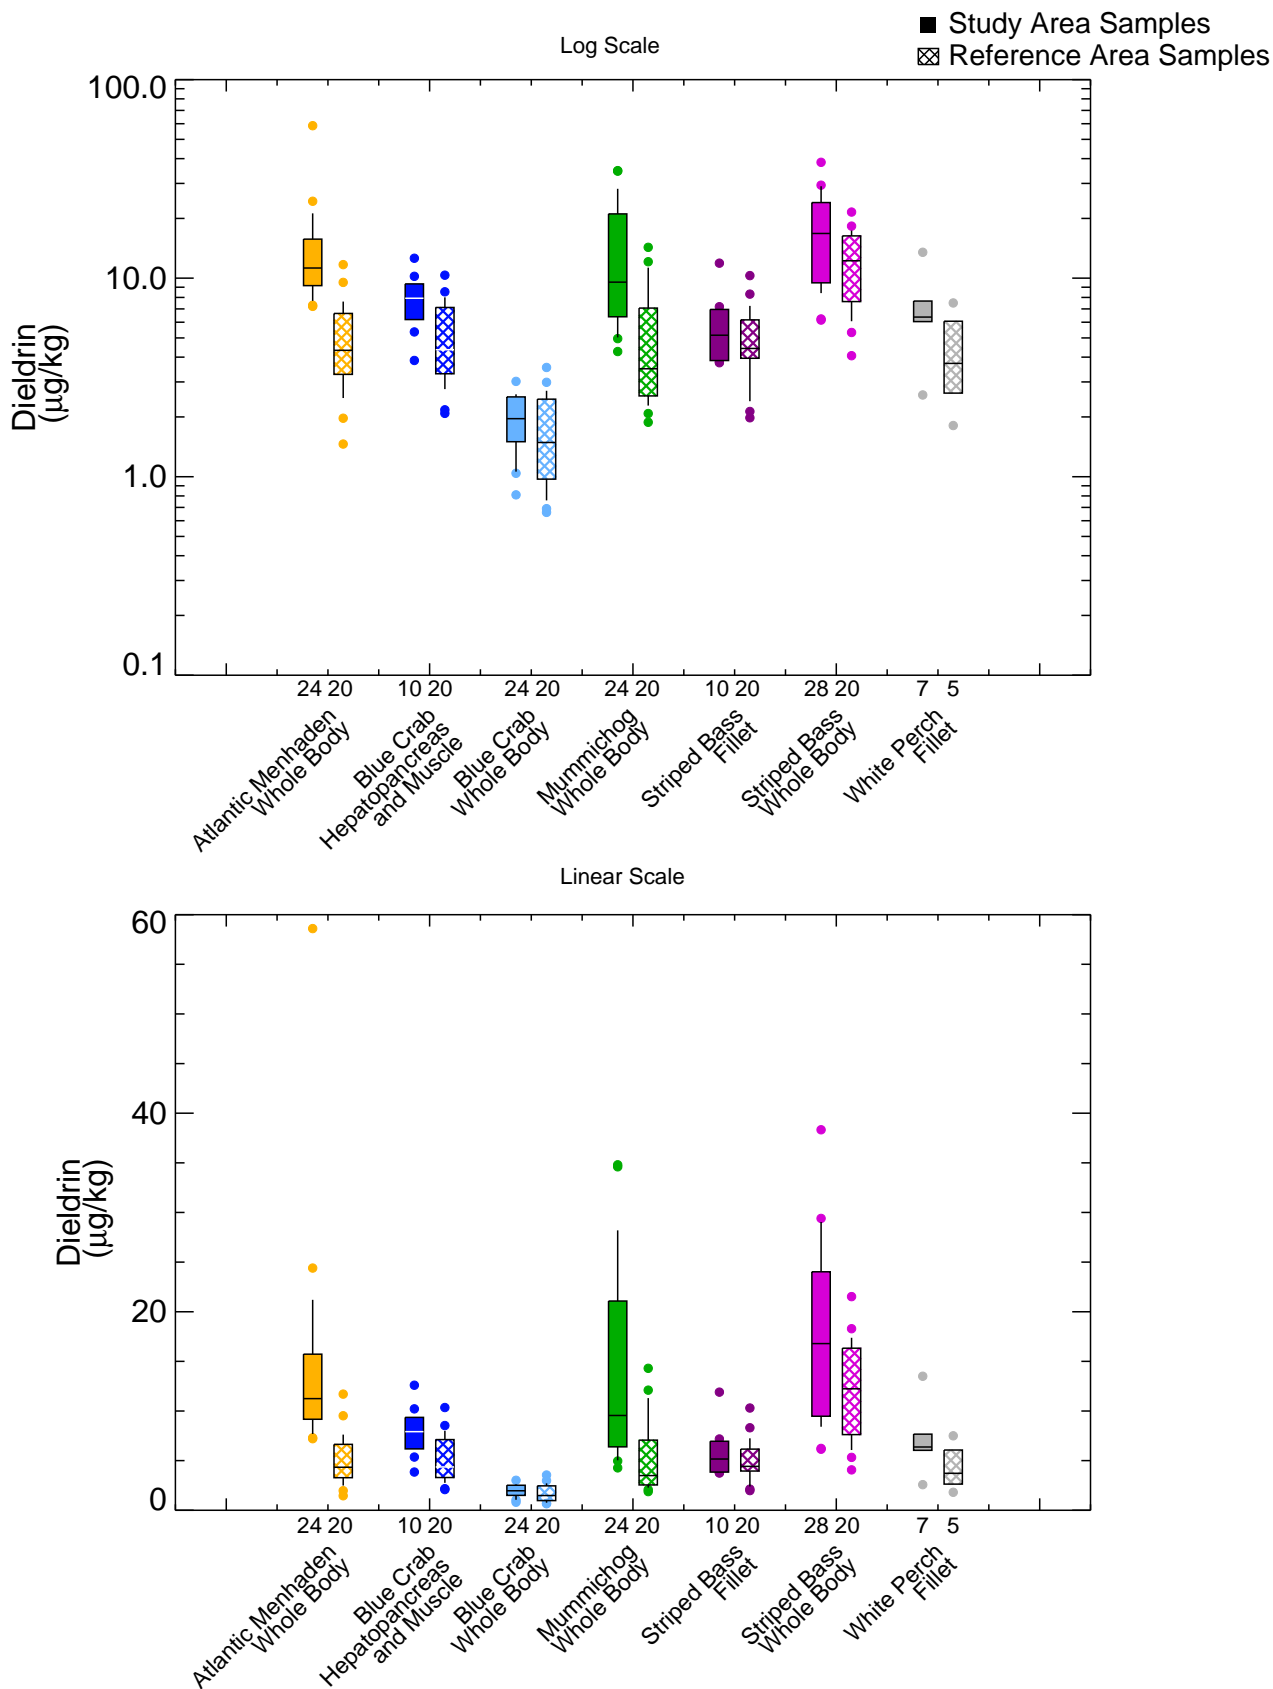 Study Area Samples
Reference Area Samples
Log Scale
100.0
10.0
1.0
0.1
Dieldrin
(µg/kg)
24 20 10 20 24 20 24 20 10 20 28 20 7 5
Atlantic Menhaden
Whole Body
Blue Crab
Hepatopancreas
and Muscle
Blue Crab
Whole Body
Mummichog
Whole Body
Striped Bass
Fillet
Striped Bass
Whole Body
White Perch
Fillet
Linear Scale
60
40
20
0
Dieldrin
(µg/kg)
24 20 10 20 24 20 24 20 10 20 28 20 7 5
Atlantic Menhaden
Whole Body
Blue Crab
Hepatopancreas
and Muscle
Blue Crab
Whole Body
Mummichog
Whole Body
Striped Bass
Fillet
Striped Bass
Whole Body
White Perch
Fillet